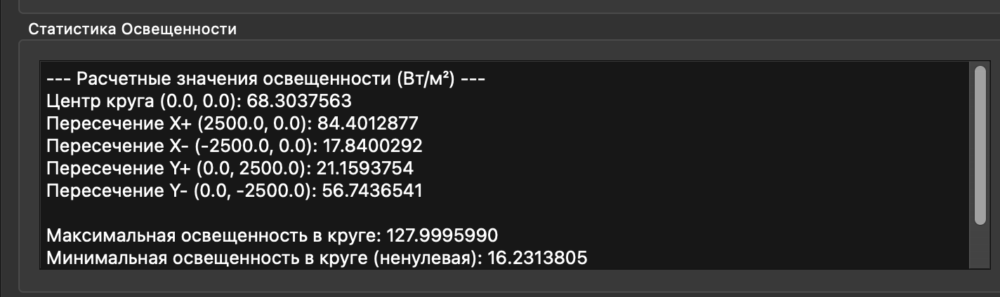 Статистика Освещенности
--- Расчетные значения освещенности (Вт/м²) ---
Центр круга (0.0, 0.0): 68.3037563
Пересечение X+ (2500.0, 0.0): 84.4012877
Пересечение X- (-2500.0, 0.0): 17.8400292
Пересечение Y+ (0.0, 2500.0): 21.1593754
Пересечение Y- (0.0, -2500.0): 56.7436541
Максимальная освещенность в круге: 127.9995990
Минимальная освещенность в круге (ненулевая): 16.2313805